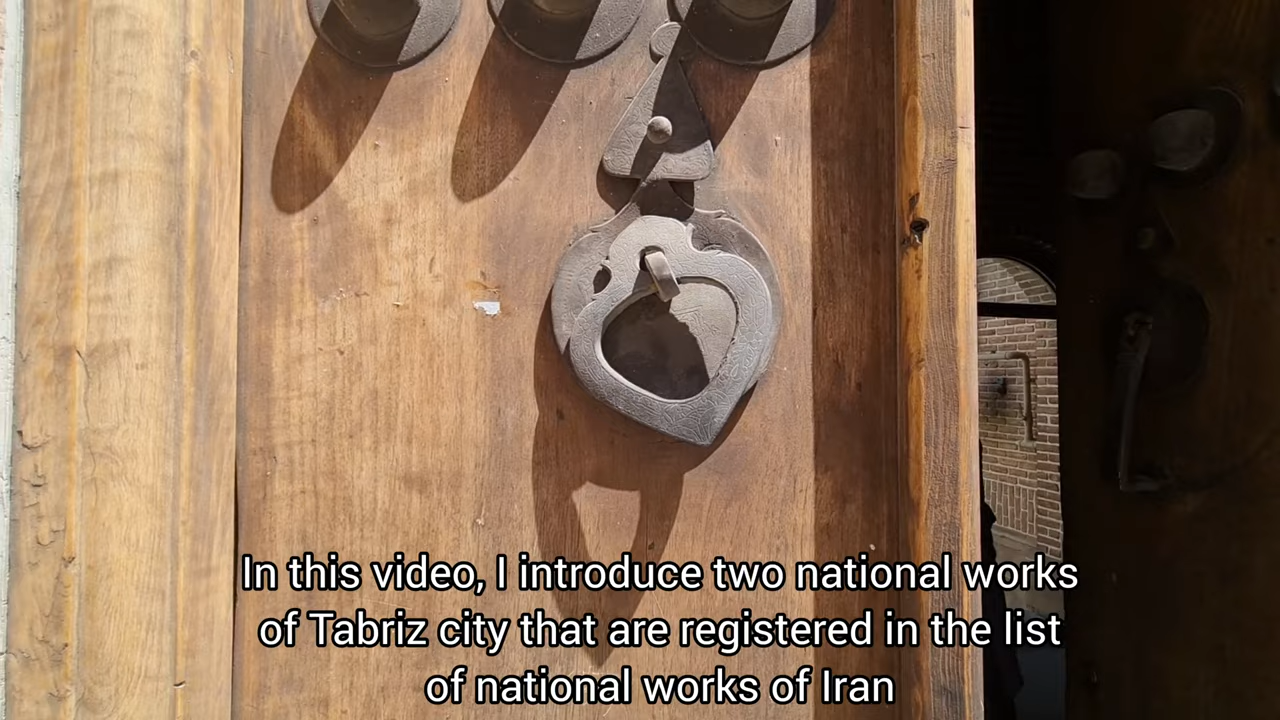 In this video, I introduce two national works
of Tabriz city that are registered in the list
of national works of Iran